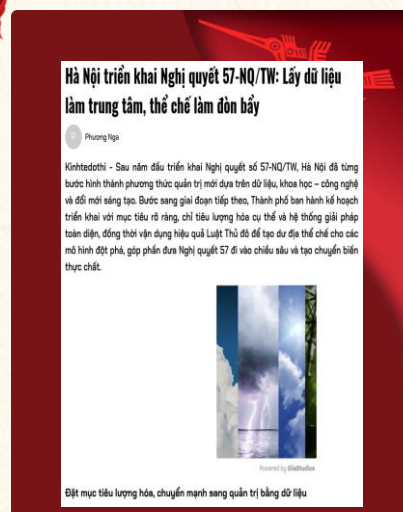 Hà Nội triển khai Nghị quyết 57-NQ/TW: Lấy dữ liệu
làm trung tâm, thể chế làm đòn bẩy
P
Phương Nga
Kinhtedothi - Sau năm đầu triển khai Nghị quyết số 57-NQ/TW, Hà Nội đã từng
bước hình thành phương thức quản trị mới dựa trên dữ liệu, khoa học – công nghệ
và đổi mới sáng tạo. Bước sang giai đoạn tiếp theo, Thành phố ban hành kế hoạch
triển khai với mục tiêu rõ ràng, chỉ tiêu lượng hóa cụ thể và hệ thống giải pháp
toàn diện, đồng thời vận dụng hiệu quả Luật Thủ đô để tạo dư địa thể chế cho các
mô hình đột phá, góp phần đưa Nghị quyết 57 đi vào chiều sâu và tạo chuyển biến
thực chất.
Powered by GliaStudios
Đặt mục tiêu lượng hóa, chuyển mạnh sang quản trị bằng dữ liệu